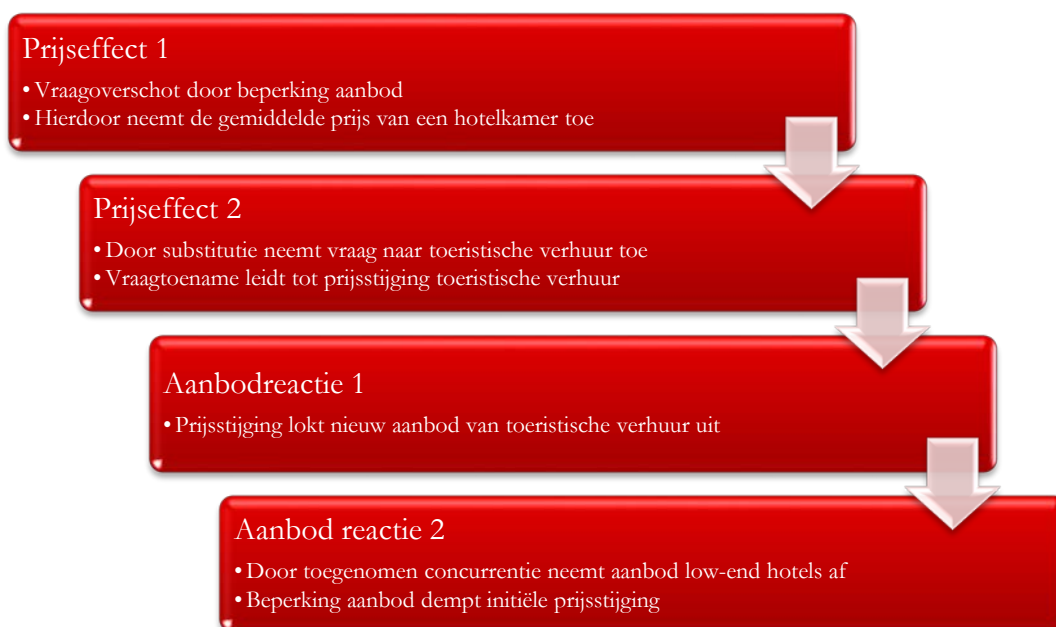 Prijseffect 1
• Vraagoverschot door beperking aanbod
• Hierdoor neemt de gemiddelde prijs van een hotelkamer toe
Prijseffect 2
• Door substitutie neemt vraag naar toeristische verhuur toe
• Vraagtoename leidt tot prijsstijging toeristische verhuur
Aanbodreactie 1
• Prijsstijging lokt nieuw aanbod van toeristische verhuur uit
Aanbod reactie 2
• Door toegenomen concurrentie neemt aanbod low-end hotels af
• Beperking aanbod dempt initiële prijsstijging